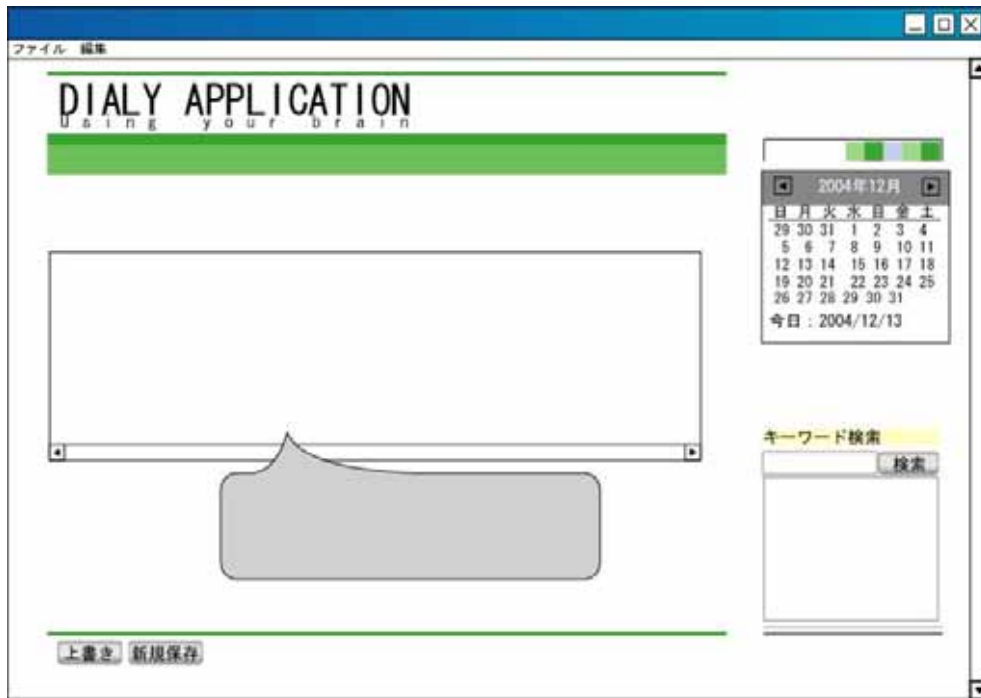 ファイル 編集
DIALY APPLICATION
Using your brain
2004年12月
日 月 火 水 目 金 土
29 30 31 1 2 3 4
5 6 7 8 9 10 11
12 13 14 15 16 17 18
19 20 21 22 23 24 25
26 27 28 29 30 31
今日:2004/12/13
キーワード検索
検索
上書き 新規保存